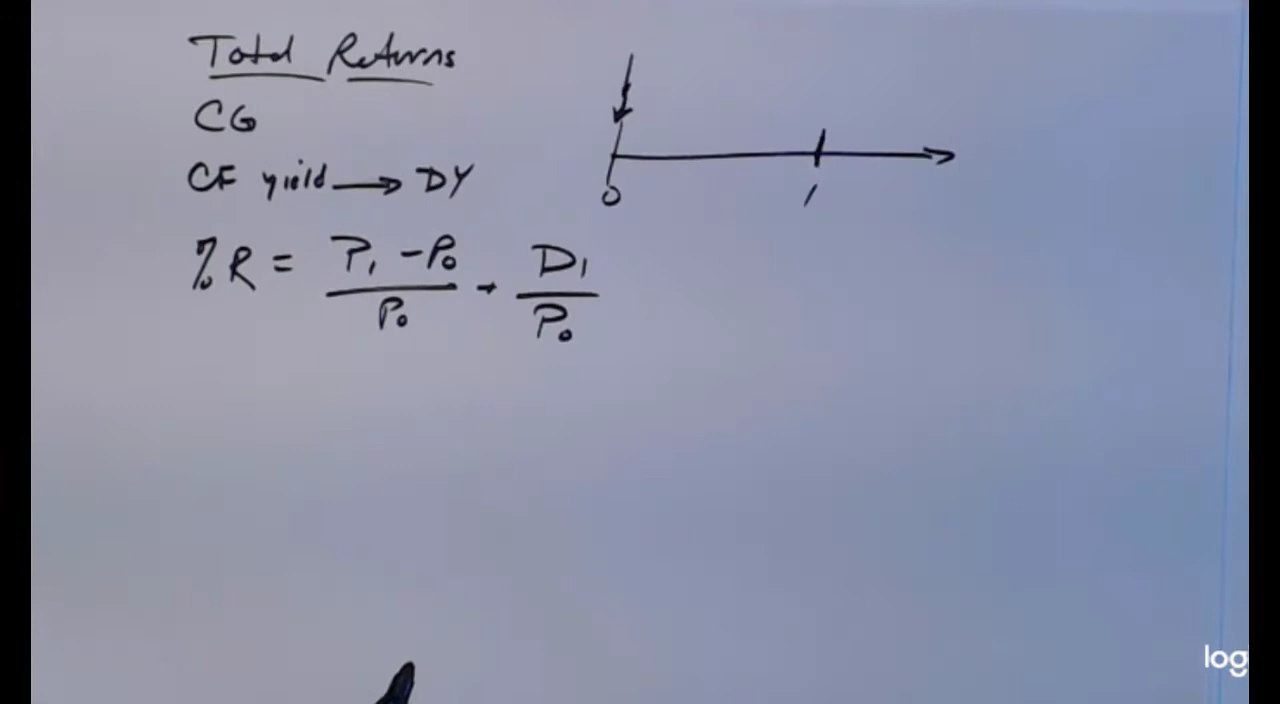 Total Returns
CG
CF yield → DY
0 1
%R = P₁ - P₀ / P₀ + D₁ / P₀
log